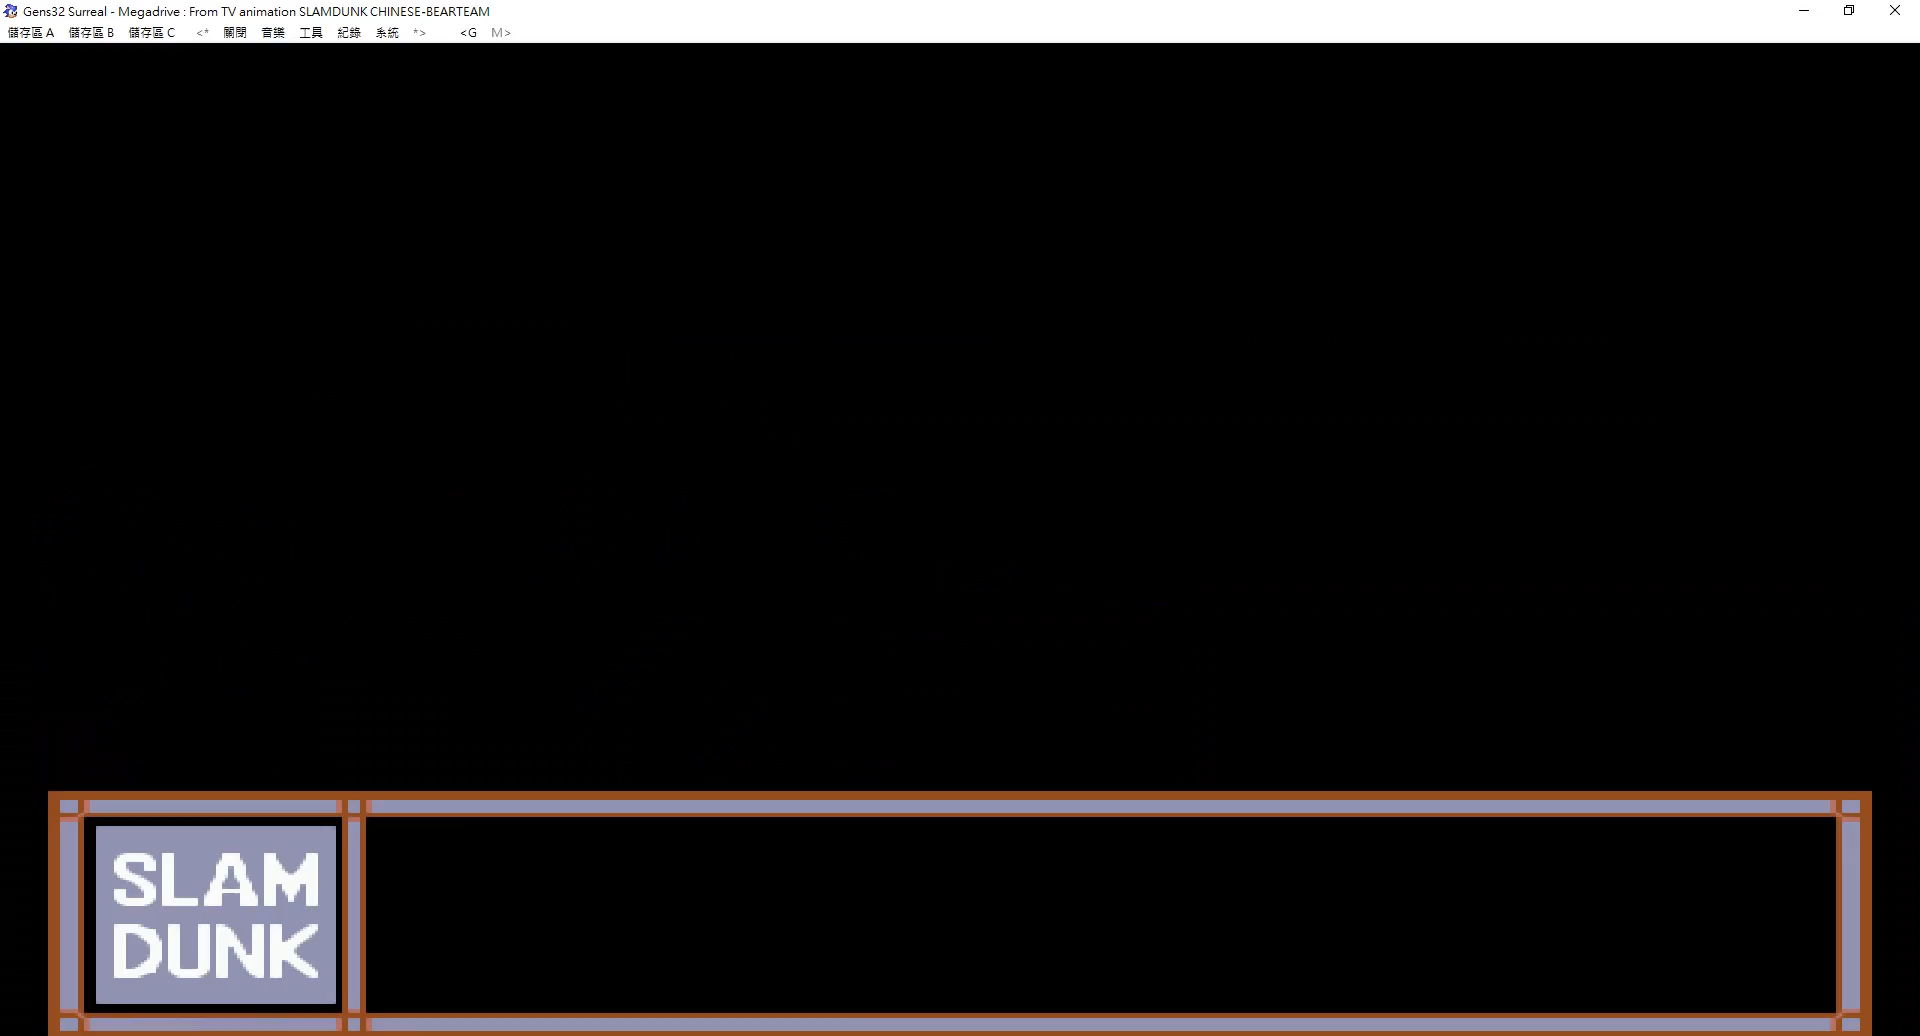 Gens32 Surreal - Megadrive : From TV animation SLAMDUNK CHINESE-BEARTEAM
儲存區 A 儲存區 B 儲存區 C <* 關閉 音樂 工具 紀錄 系統 *> <G M>
SLAM
DUNK